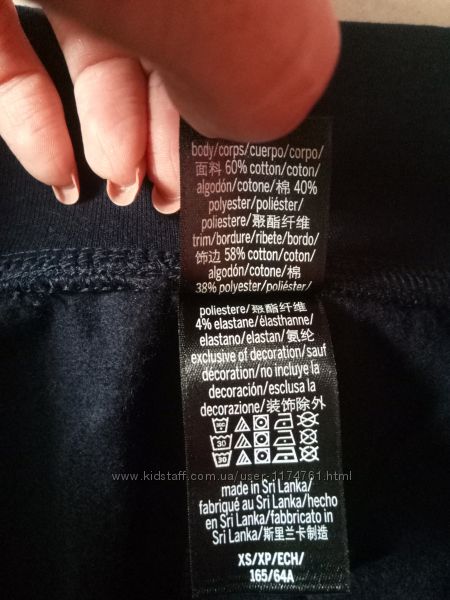 body/corps/cuerpo/corpo/
面料 60% cotton/coton/
algodón/cotone/棉 40%
polyester/poliéster/
poliestere/聚酯纤维
trim/bordure/ribete/bordo/
饰边 58% cotton/coton/
algodón/cotone/棉
38% polyester/poliéster/
poliestere/聚酯纤维
4% elastane/élasthanne/
elastano/elastan/氨纶
exclusive of decoration/sauf
décoration/no incluye la
decoración/esclusa la
decorazione/装饰除外
30
30
made in Sri Lanka/
fabriqué au Sri Lanka/hecho
en Sri Lanka/fabbricato in
Sri Lanka/斯里兰卡制造
XS/XP/ECH/
165/64A
www.kidstaff.com.ua/user-1174761.html